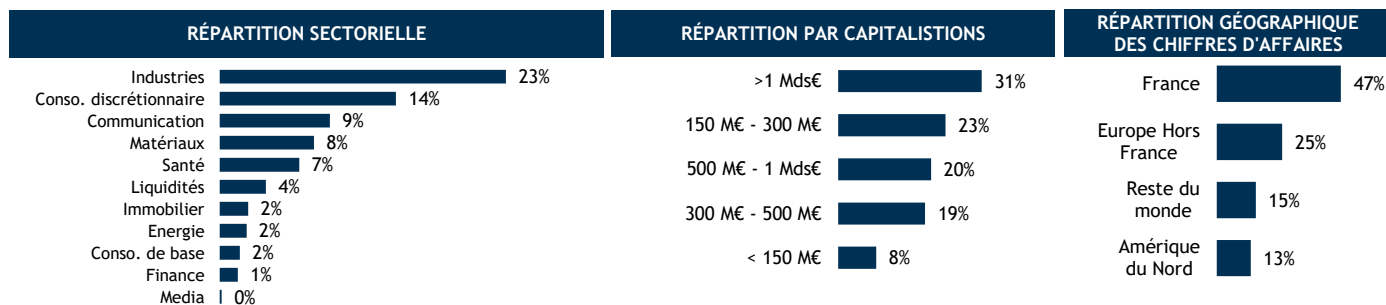 RÉPARTITION SECTORIELLE
Industries 23%
Conso. discrétionnaire 14%
Communication 9%
Matériaux 8%
Santé 7%
Liquidités 4%
Immobilier 2%
Energie 2%
Conso. de base 2%
Finance 1%
Media 0%
RÉPARTITION PAR CAPITALISTIONS
>1 Mds€ 31%
150 M€ - 300 M€ 23%
500 M€ - 1 Mds€ 20%
300 M€ - 500 M€ 19%
< 150 M€ 8%
RÉPARTITION GÉOGRAPHIQUE
DES CHIFFRES D'AFFAIRES
France 47%
Europe Hors
France 25%
Reste du
monde 15%
Amérique
du Nord 13%